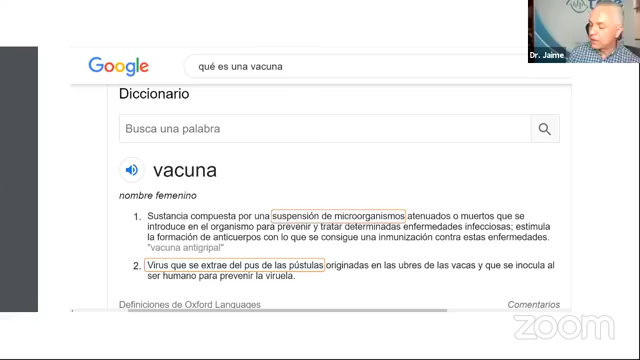 Google
qué es una vacuna
Dr. Jaime
Diccionario
Busca una palabra
vacuna
nombre femenino
1. Sustancia compuesta por una suspensión de microorganismos atenuados o muertos que se
introduce en el organismo para prevenir y tratar determinadas enfermedades infecciosas; estimula
la formación de anticuerpos con lo que se consigue una inmunización contra estas enfermedades.
"vacuna antigripal"
2. Virus que se extrae del pus de las pústulas originadas en las ubres de las vacas y que se inocula al
ser humano para prevenir la viruela.
Definiciones de Oxford Languages
Comentarios
zoom